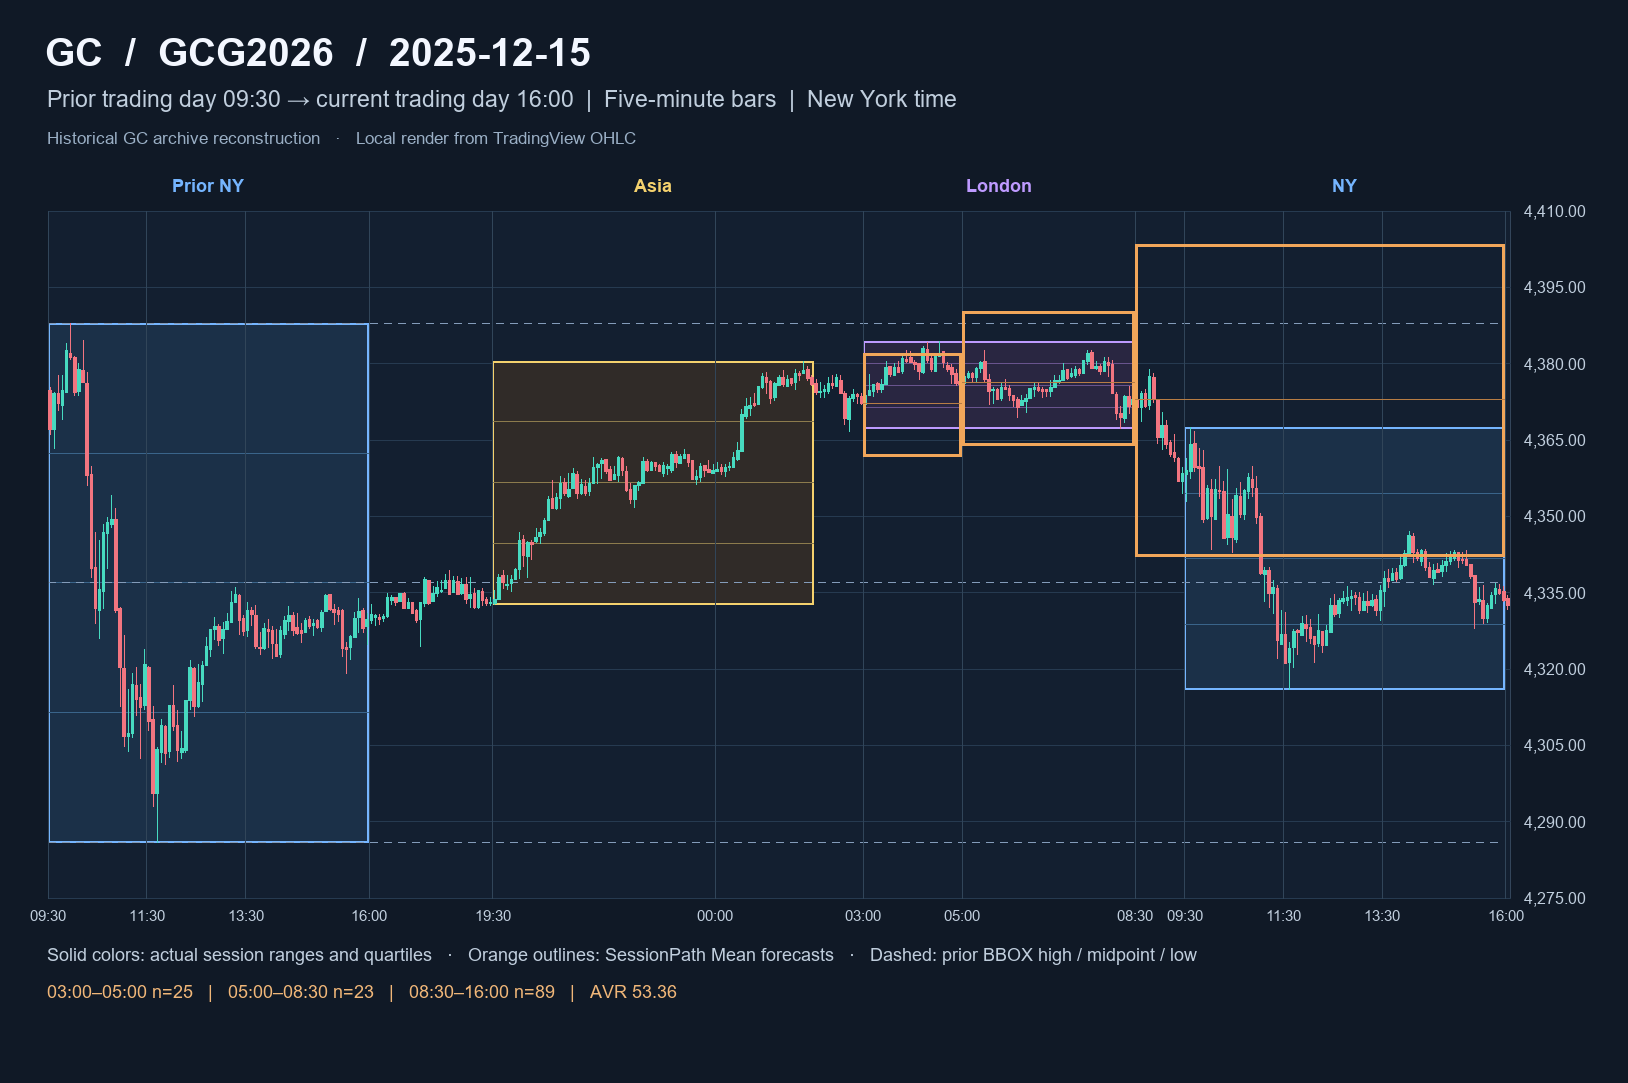 GC / GCG2026 / 2025-12-15
Prior trading day 09:30 → current trading day 16:00 | Five-minute bars | New York time
Historical GC archive reconstruction · Local render from TradingView OHLC
Prior NY Asia London NY
4,410.00
4,395.00
4,380.00
4,365.00
4,350.00
4,335.00
4,320.00
4,305.00
4,290.00
4,275.00
09:30 11:30 13:30 16:00 19:30 00:00 03:00 05:00 08:30 09:30 11:30 13:30 16:00
Solid colors: actual session ranges and quartiles · Orange outlines: SessionPath Mean forecasts · Dashed: prior BBOX high / midpoint / low
03:00–05:00 n=25 | 05:00–08:30 n=23 | 08:30–16:00 n=89 | AVR 53.36